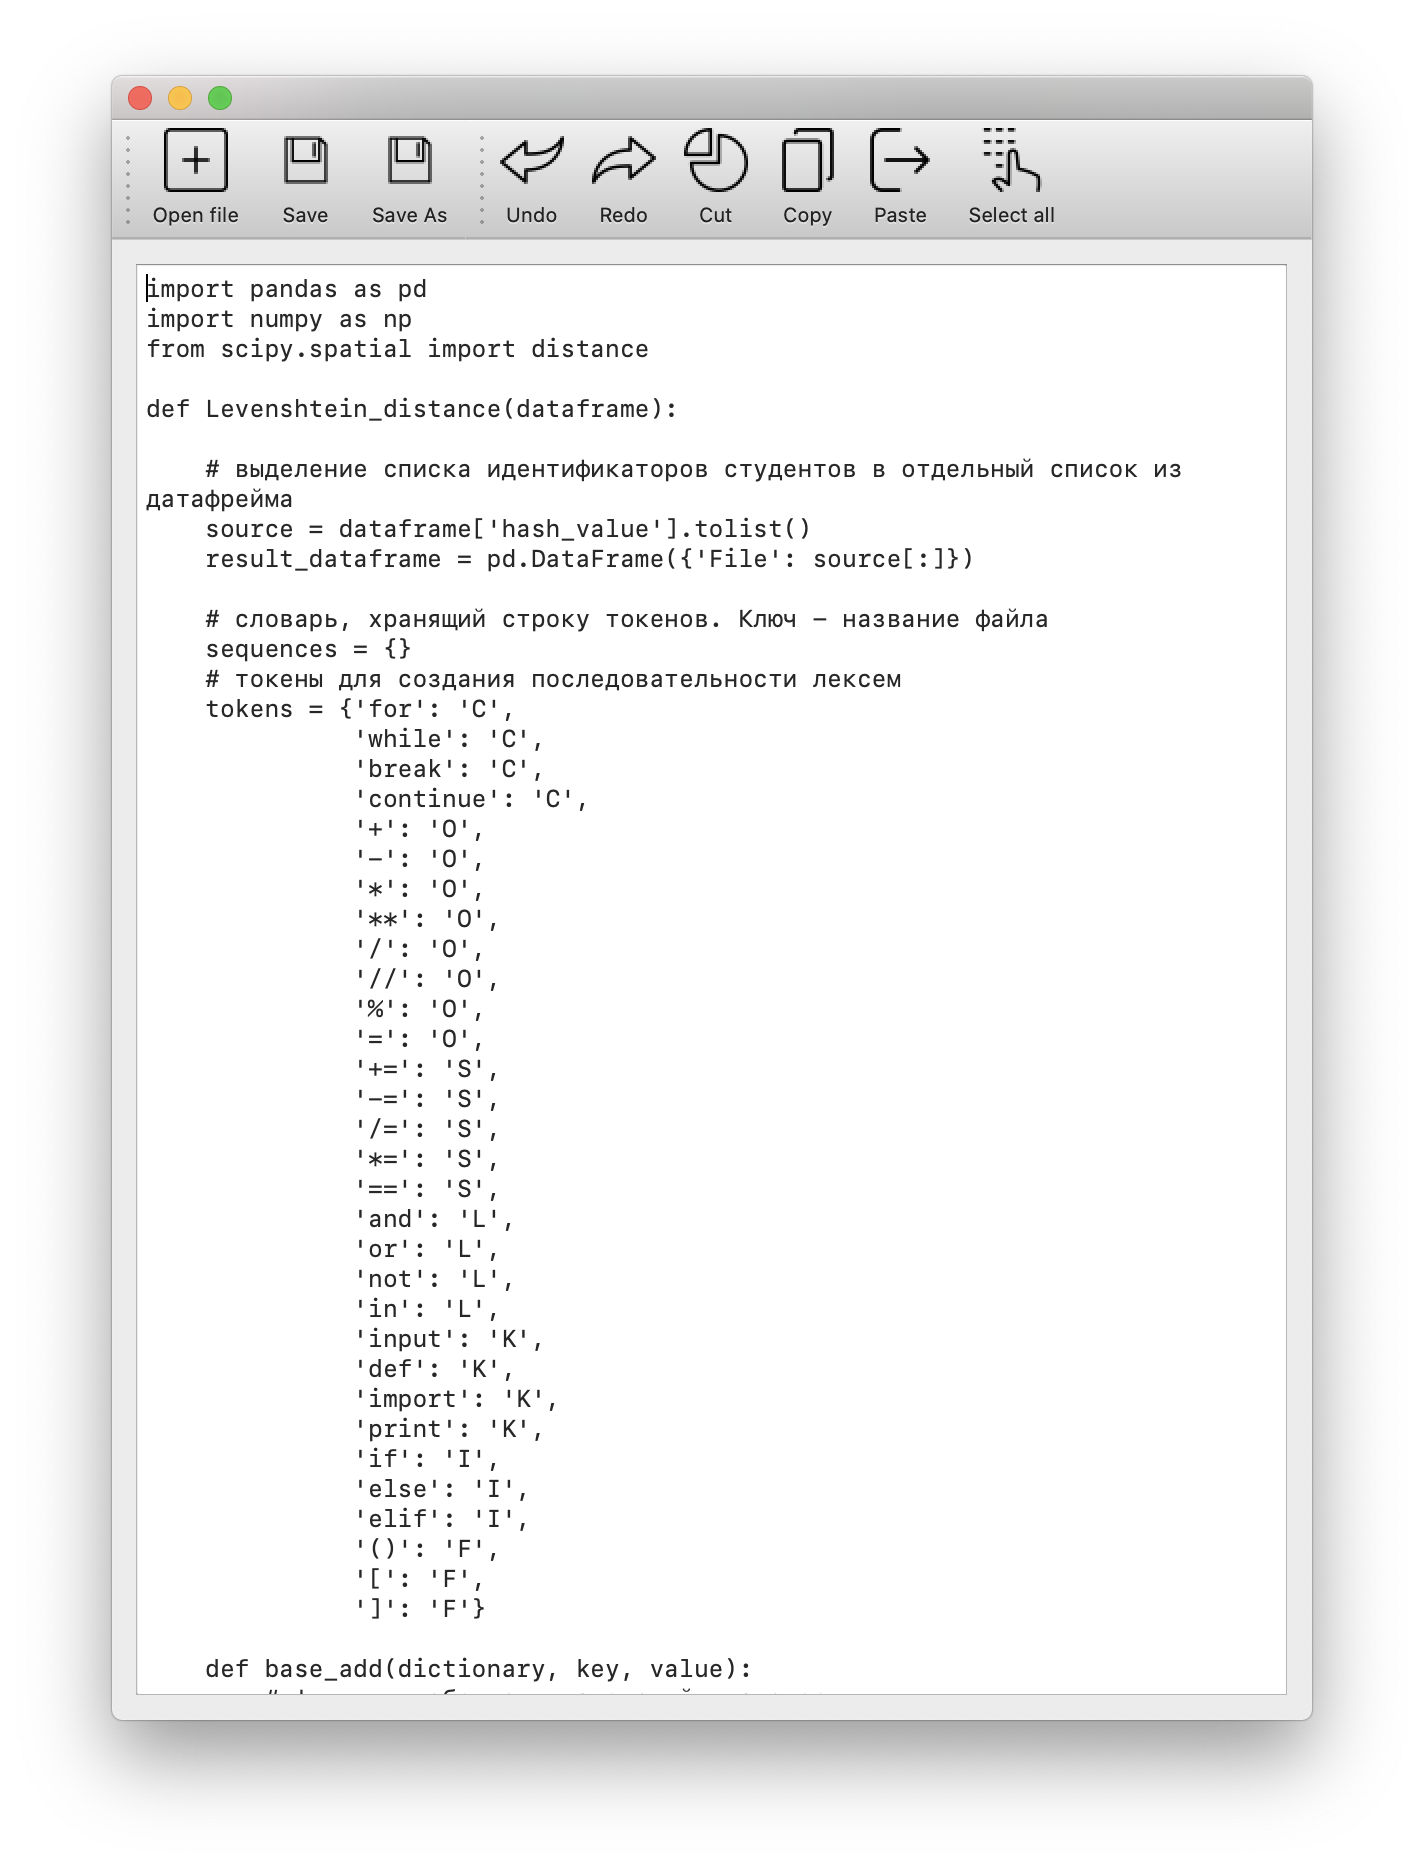 Open file Save Save As Undo Redo Cut Copy Paste Select all
import pandas as pd
import numpy as np
from scipy.spatial import distance
def Levenshtein_distance(dataframe):
    # выделение списка идентификаторов студентов в отдельный список из
датафрейма
    source = dataframe['hash_value'].tolist()
    result_dataframe = pd.DataFrame({'File': source[:]})
    # словарь, хранящий строку токенов. Ключ – название файла
    sequences = {}
    # токены для создания последовательности лексем
    tokens = {'for': 'C',
              'while': 'C',
              'break': 'C',
              'continue': 'C',
              '+': 'O',
              '-': 'O',
              '*': 'O',
              '**': 'O',
              '/': 'O',
              '//': 'O',
              '%': 'O',
              '=': 'O',
              '+=': 'S',
              '-=': 'S',
              '/=': 'S',
              '*=': 'S',
              '==': 'S',
              'and': 'L',
              'or': 'L',
              'not': 'L',
              'in': 'L',
              'input': 'K',
              'def': 'K',
              'import': 'K',
              'print': 'K',
              'if': 'I',
              'else': 'I',
              'elif': 'I',
              '()': 'F',
              '[': 'F',
              ']': 'F'}
    def base_add(dictionary, key, value):